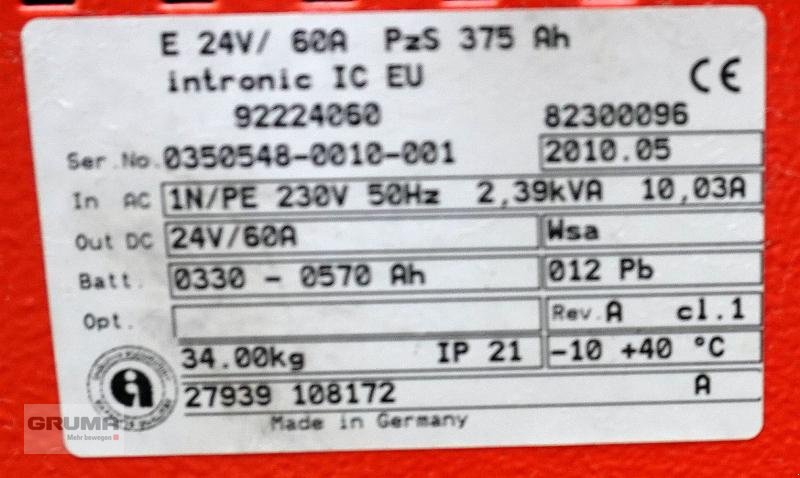 E 24V/ 60A PzS 375 Ah
intronic IC EU CE
92224060 82300096
Ser.No. 0350548-0010-001 2010.05
In AC 1N/PE 230V 50Hz 2,39kVA 10,03A
Out DC 24V/60A Wsa
Batt. 0330 - 0570 Ah 012 Pb
Opt. Rev.A cl.1
34.00kg IP 21 -10 +40 °C
27939 108172 A
Made in Germany
GRUMA
Mehr bewegen